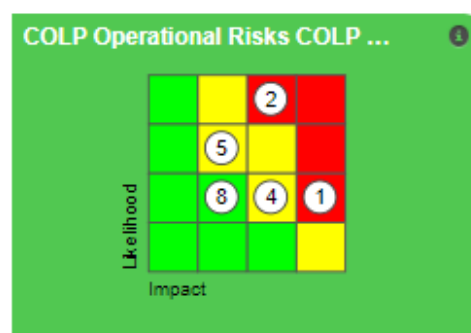 COLP Operational Risks COLP ...
2
5
8 4 1
Likelihood
Impact